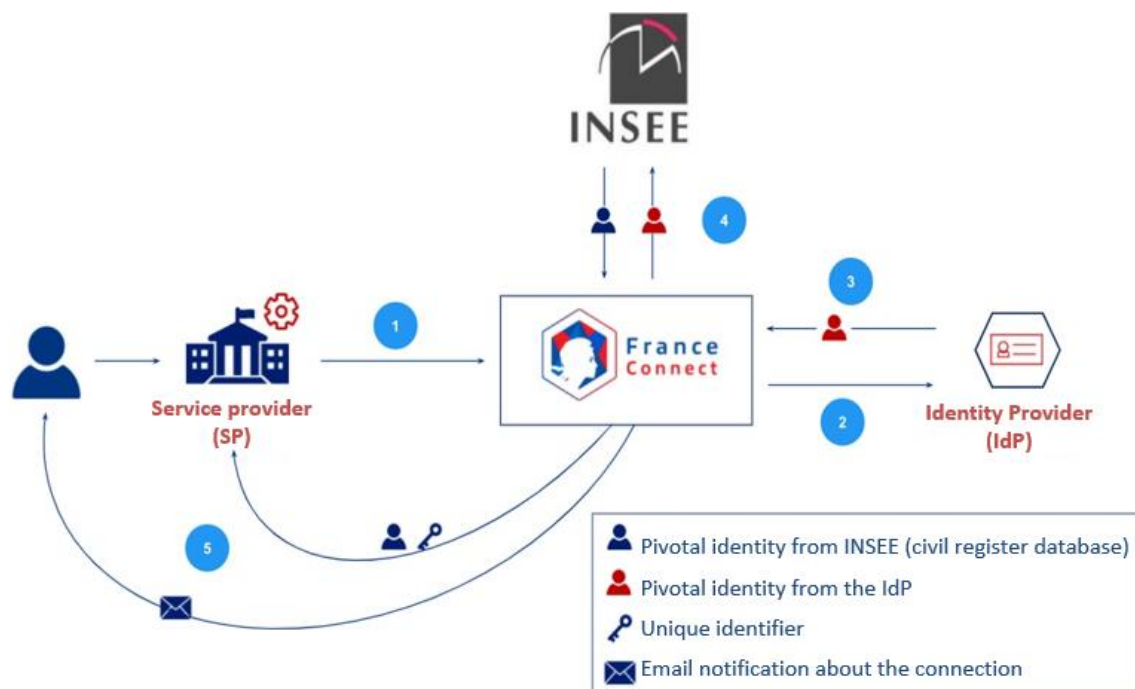 INSEE
4
3
1
France
Connect
Service provider
(SP)
2
Identity Provider
(IdP)
5
Pivotal identity from INSEE (civil register database)
Pivotal identity from the IdP
Unique identifier
Email notification about the connection